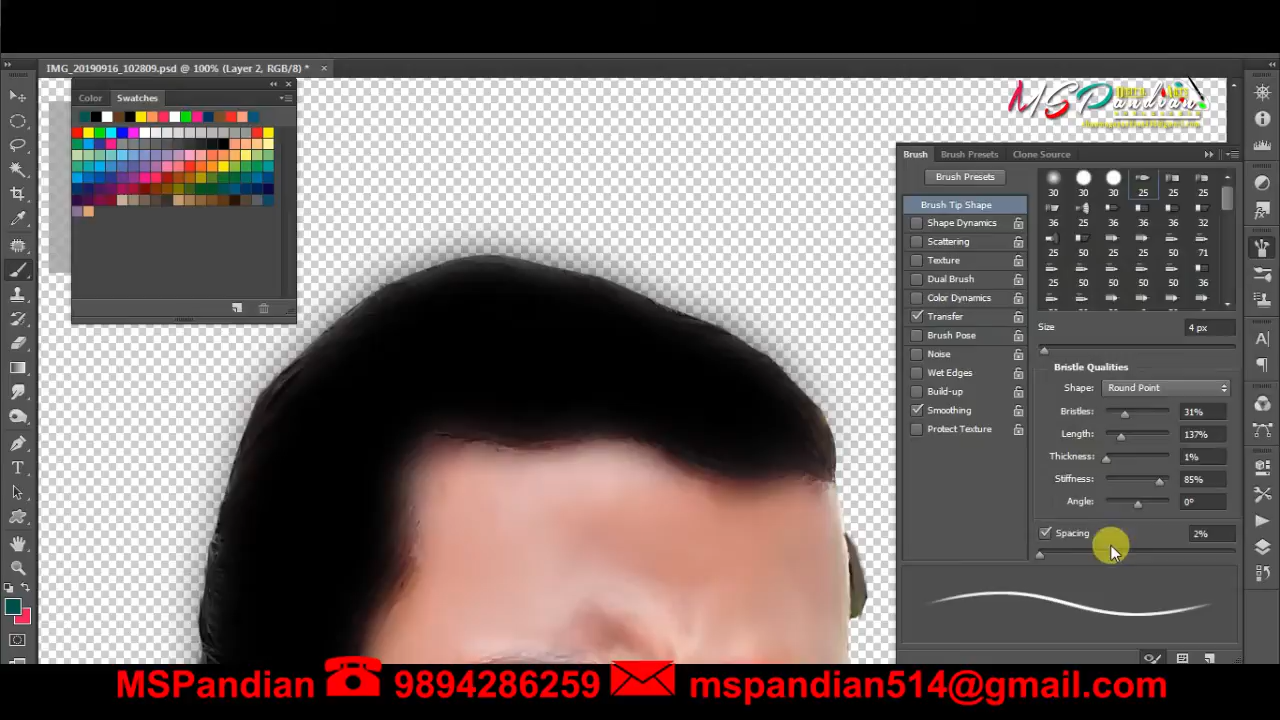 IMG_20190916_102809.psd @ 100% (Layer 2, RGB/8) * ×
Color Swatches
MSPandian
Brush Brush Presets Clone Source
Brush Presets
30 30 30 25 25 25
Brush Tip Shape
36 25 36 36 36 32
Shape Dynamics
Scattering
25 50 25 25 50 71
Texture
Dual Brush
25 50 50 50 50 36
Color Dynamics
Transfer
Size 4 px
Brush Pose
Noise
Bristle Qualities
Wet Edges
Shape: Round Point
Build-up
Smoothing
Bristles: 31%
Protect Texture
Length: 137%
Thickness: 1%
Stiffness: 85%
Angle: 0°
Spacing 2%
MSPandian 9894286259 mspandian514@gmail.com